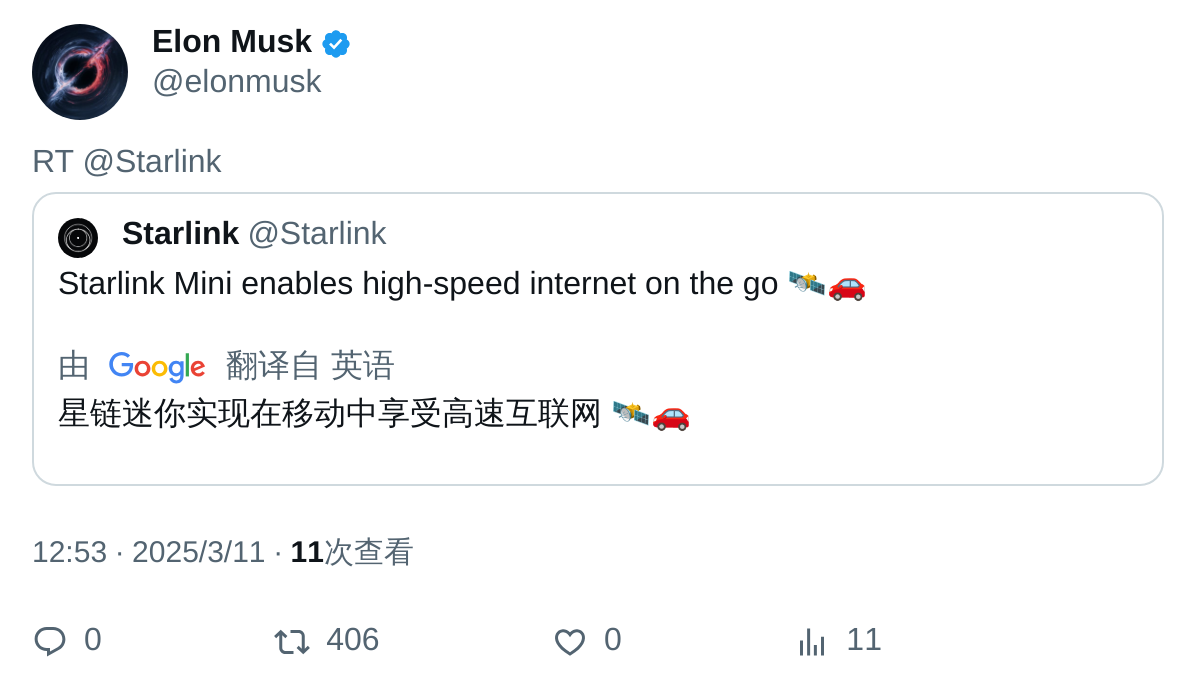 Elon Musk
@elonmusk
RT @Starlink
Starlink @Starlink
Starlink Mini enables high-speed internet on the go 🛰️🚗
由 Google 翻译自 英语
星链迷你实现在移动中享受高速互联网 🛰️🚗
12:53 · 2025/3/11 · 11次查看
0 406 0 11